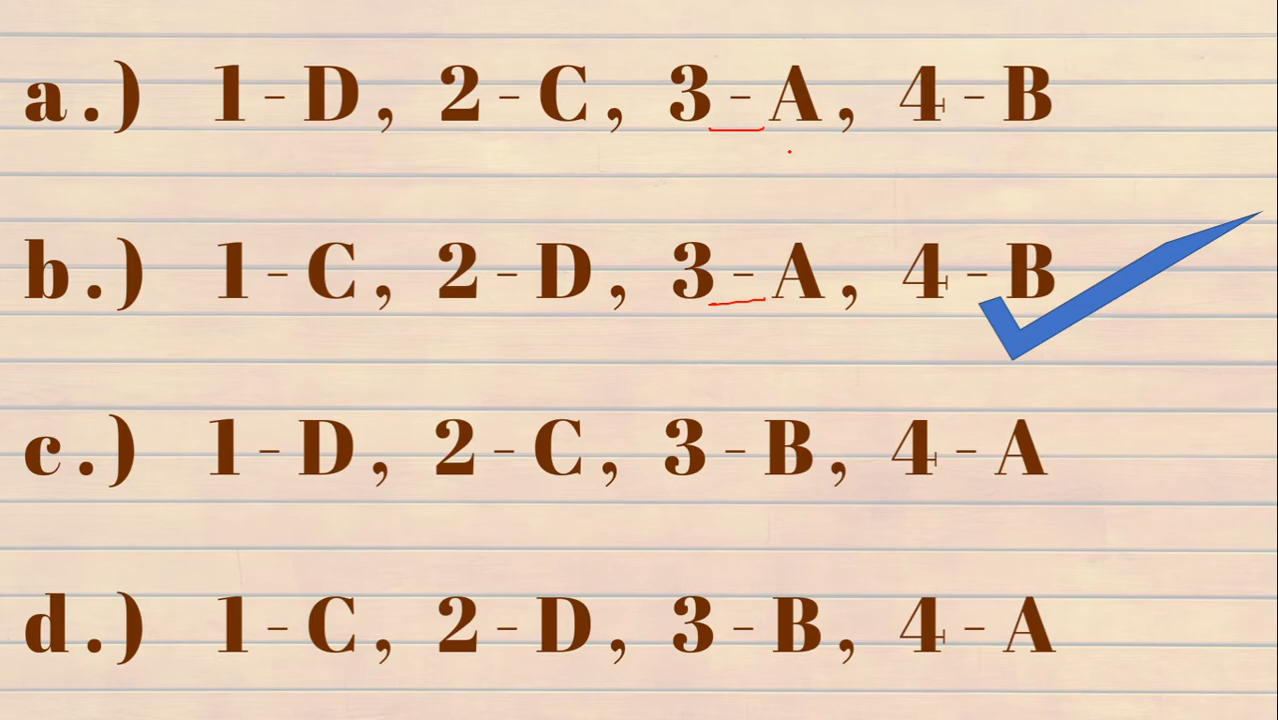 a.) 1-D, 2-C, 3-A, 4-B
b.) 1-C, 2-D, 3-A, 4-B
c.) 1-D, 2-C, 3-B, 4-A
d.) 1-C, 2-D, 3-B, 4-A